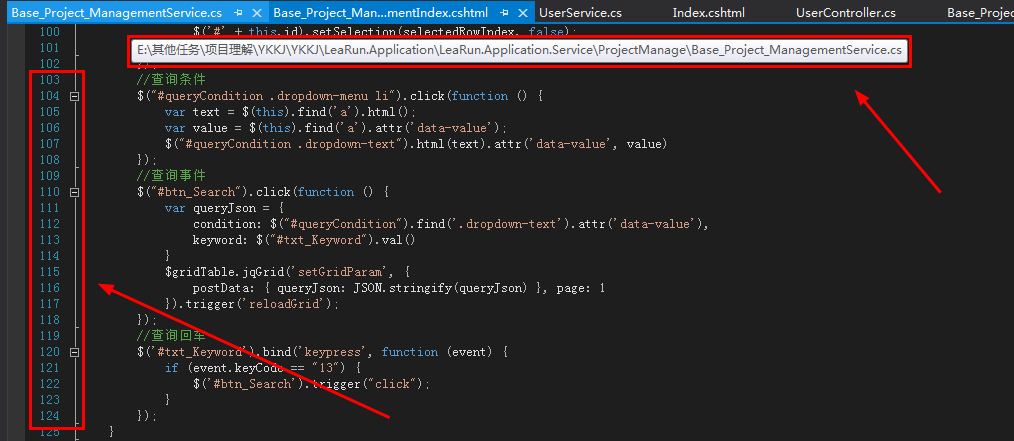 Base_Project_ManagementService.cs Base_Project_Man...mentIndex.cshtml UserService.cs Index.cshtml UserController.cs Base_Pro
100 $('#' + this.id).setSelection(selectedRowIndex, false);
101 E:\其他任务\项目理解\YKKJ\YKKJ\LeaRun.Application\LeaRun.Application.Service\ProjectManage\Base_Project_ManagementService.cs
102 });
103 //查询条件
104 $("#queryCondition .dropdown-menu li").click(function () {
105 var text = $(this).find('a').html();
106 var value = $(this).find('a').attr('data-value');
107 $("#queryCondition .dropdown-text").html(text).attr('data-value', value)
108 });
109 //查询事件
110 $("#btn_Search").click(function () {
111 var queryJson = {
112 condition: $("#queryCondition").find('.dropdown-text').attr('data-value'),
113 keyword: $("#txt_Keyword").val()
114 }
115 $gridTable.jqGrid('setGridParam', {
116 postData: { queryJson: JSON.stringify(queryJson) }, page: 1
117 }).trigger('reloadGrid');
118 });
119 //查询回车
120 $('#txt_Keyword').bind('keypress', function (event) {
121 if (event.keyCode == "13") {
122 $('#btn_Search').trigger("click");
123 }
124 });
125 }